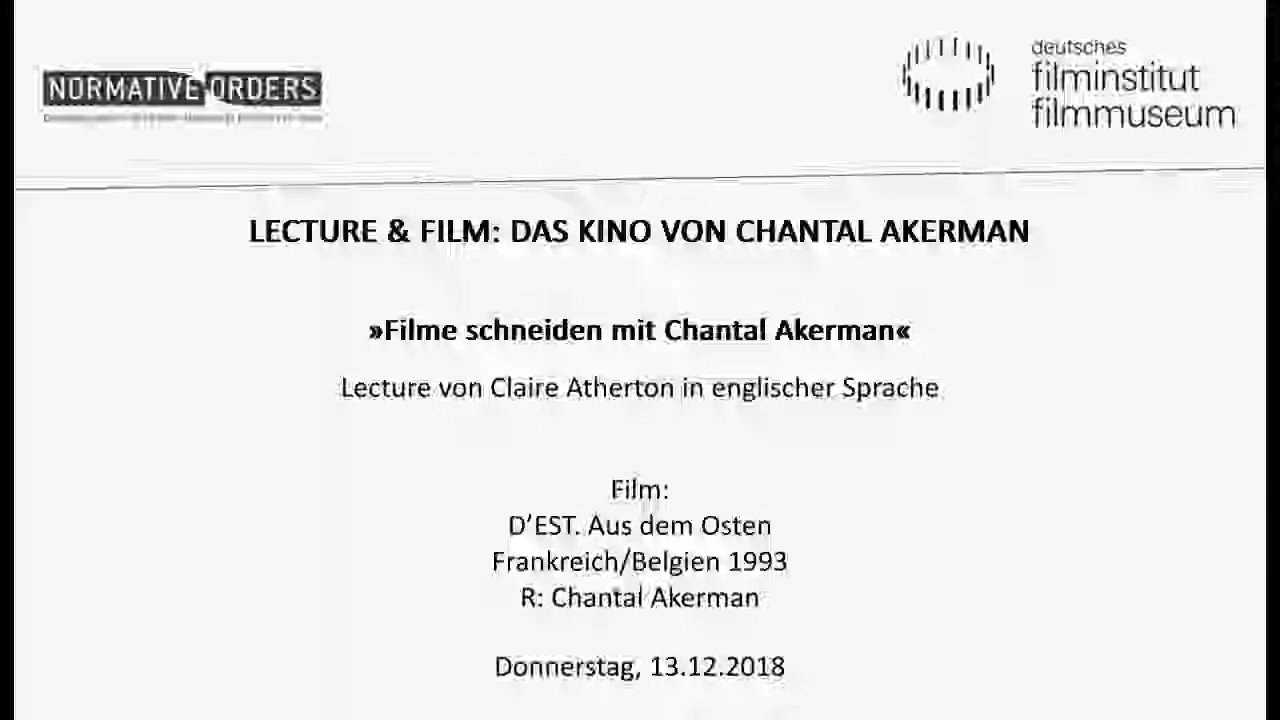 NORMATIVE ORDERS
deutsches
filminstitut
filmmuseum
LECTURE & FILM: DAS KINO VON CHANTAL AKERMAN
»Filme schneiden mit Chantal Akerman«
Lecture von Claire Atherton in englischer Sprache
Film:
D’EST. Aus dem Osten
Frankreich/Belgien 1993
R: Chantal Akerman
Donnerstag, 13.12.2018